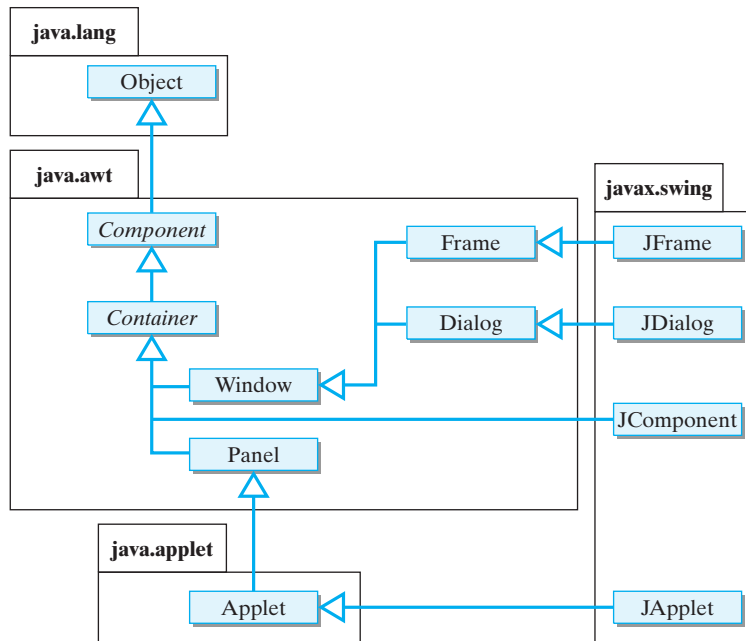 java.lang
Object
java.awt
javax.swing
Component
Frame
JFrame
Container
Dialog
JDialog
Window
JComponent
Panel
java.applet
Applet
JApplet